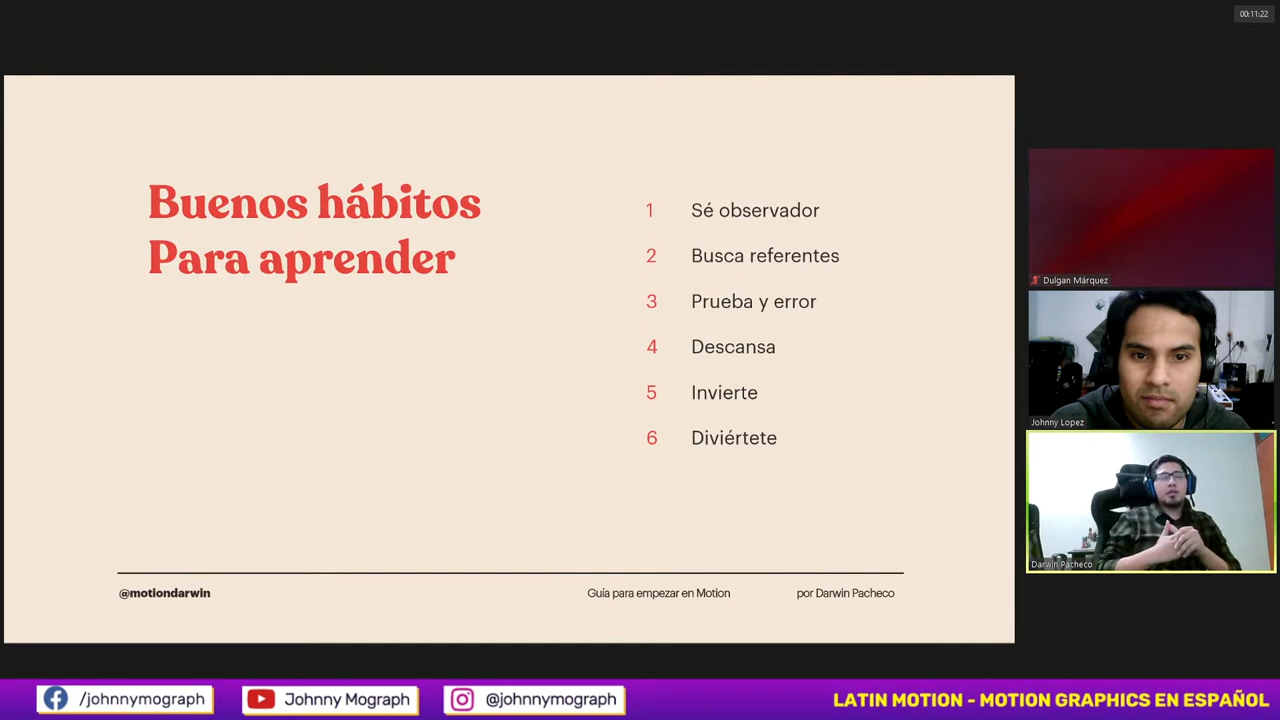 00:11:22
Buenos hábitos
Para aprender
1 Sé observador
2 Busca referentes
3 Prueba y error
4 Descansa
5 Invierte
6 Diviértete
@motiondarwin
Guía para empezar en Motion
por Darwin Pacheco
Dulgan Márquez
Johnny Lopez
Darwin Pacheco
/johnnymograph
Johnny Mograph
@johnnymograph
LATIN MOTION - MOTION GRAPHICS EN ESPAÑOL